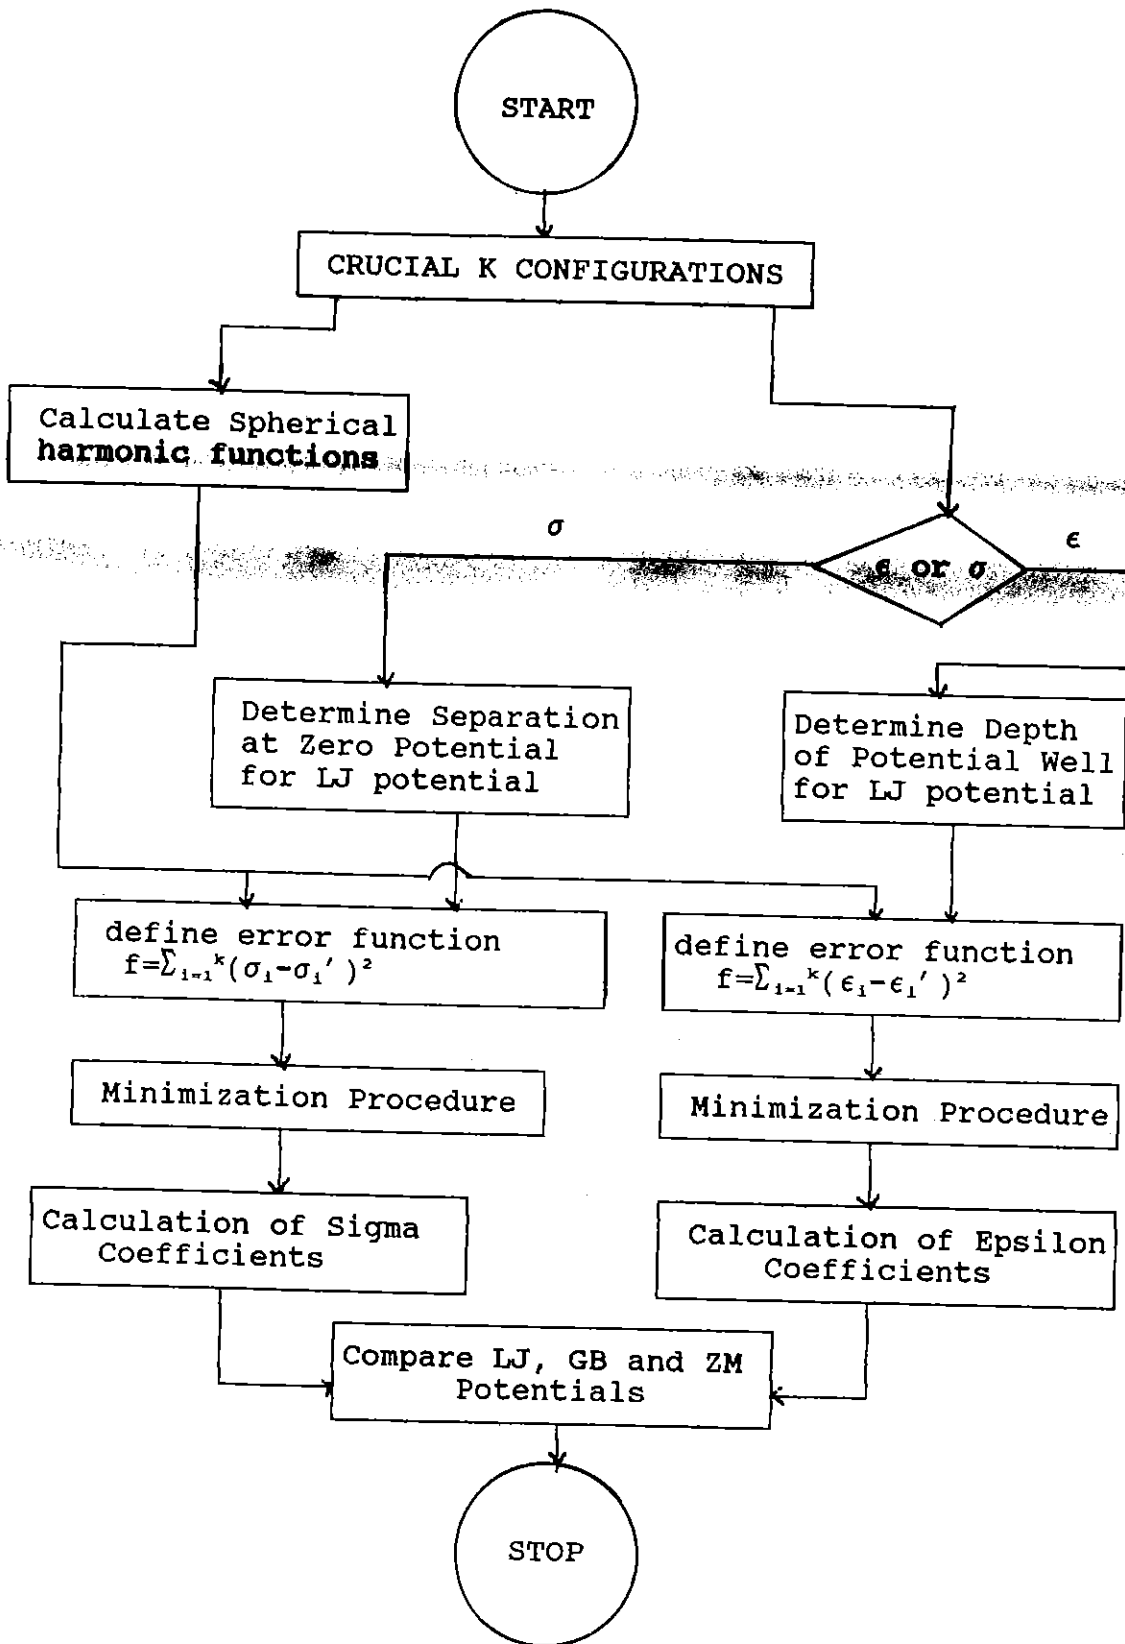 START
CRUCIAL K CONFIGURATIONS
Calculate Spherical
harmonic functions
σ
ϵ
ϵ or σ
Determine Separation
at Zero Potential
for LJ potential
Determine Depth
of Potential Well
for LJ potential
define error function
f=∑ᵢ₌₁ᵏ(σᵢ-σᵢ')²
define error function
f=∑ᵢ₌₁ᵏ(ϵᵢ-ϵᵢ')²
Minimization Procedure
Minimization Procedure
Calculation of Sigma
Coefficients
Calculation of Epsilon
Coefficients
Compare LJ, GB and ZM
Potentials
STOP